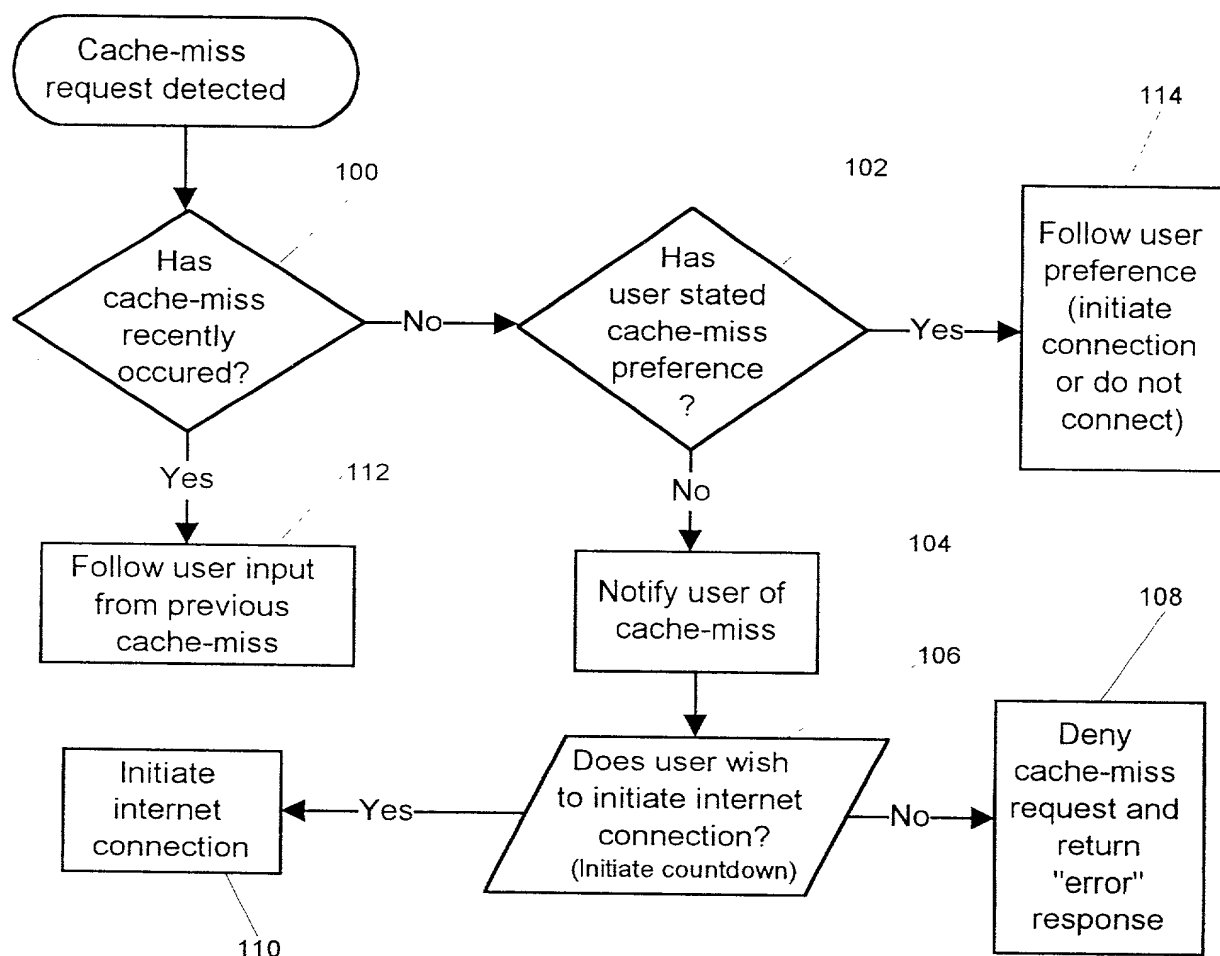 Cache-miss
request detected
100
Has
cache-miss
recently
occured?
No
102
Has
user stated
cache-miss
preference
?
Yes
114
Follow user
preference
(initiate
connection
or do not
connect)
Yes
112
Follow user input
from previous
cache-miss
No
104
Notify user of
cache-miss
106
Does user wish
to initiate internet
connection?
(Initiate countdown)
Yes
Initiate
internet
connection
110
No
108
Deny
cache-miss
request and
return
"error"
response